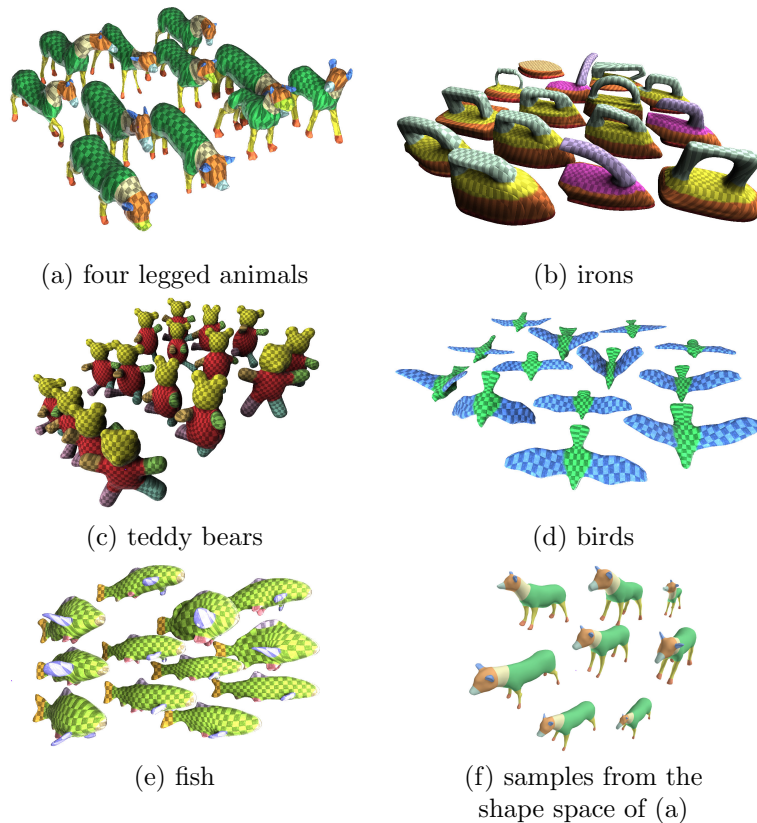 (a) four legged animals
(b) irons
(c) teddy bears
(d) birds
(e) fish
(f) samples from the
shape space of (a)